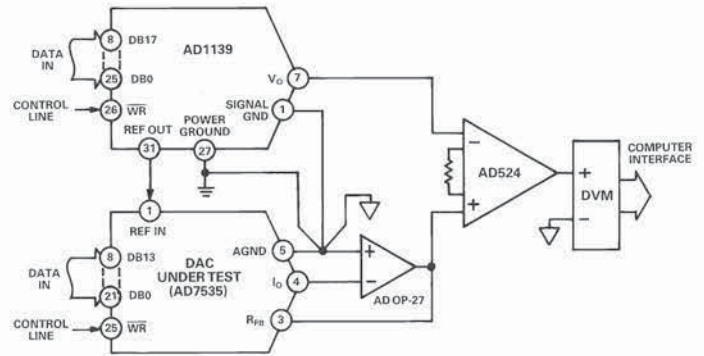 8 DB17
DATA IN
25 DB0
CONTROL LINE
26 WR
AD1139
VO 7
SIGNAL GND 1
REF OUT
31
POWER GROUND
27
1
REF IN
8 DB13
DATA IN
21 DB0
CONTROL LINE
25 WR
DAC
UNDER TEST
(AD7535)
AGND 5
IO 4
RFB 3
+
−
AD OP-27
−
+
AD524
+
−
DVM
COMPUTER
INTERFACE